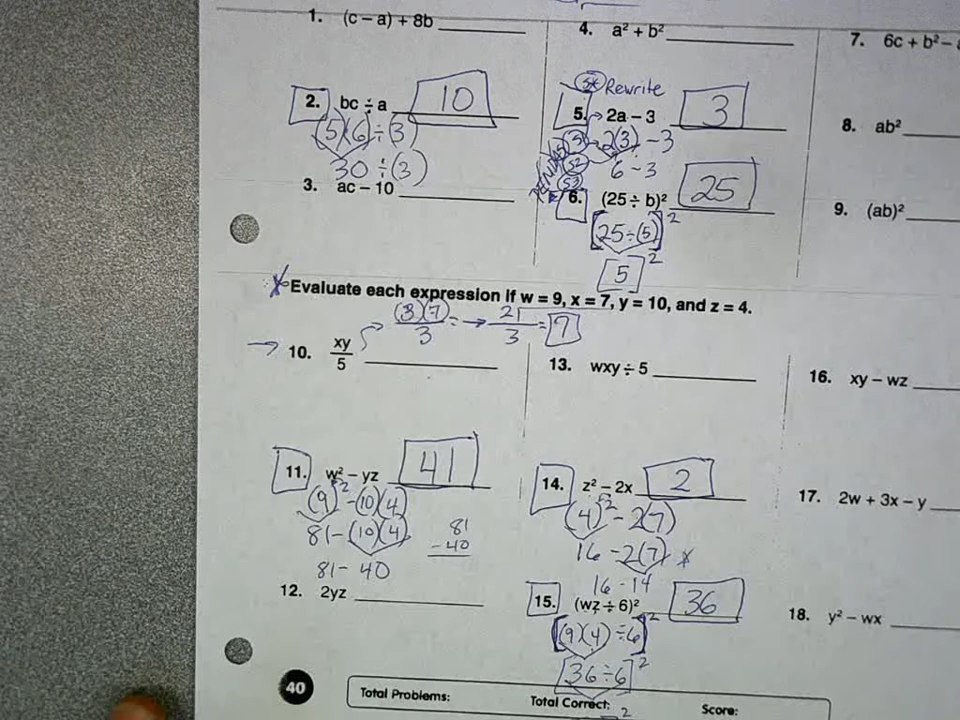 1. (c – a) + 8b
4. a² + b²
7. 6c + b² –
2. bc ÷ a 10
(5)(6) ÷ (3)
30 ÷ (3)
3. ac – 10
Rewrite
5. 2a – 3 3
2(3) – 3
6 – 3
PEMDAS
S1
S2
S3
6. (25 ÷ b)² 25
[25÷(5)]²
5²
8. ab²
9. (ab)²
Evaluate each expression if w = 9, x = 7, y = 10, and z = 4.
(3)(7)/3 = → 21/3 = 7
10. xy/5
13. wxy ÷ 5
16. xy – wz
11. w² – yz 41
(9)² – (10)(4)
81 – (10)(4)
81 – 40
81
– 40
14. z² – 2x 2
(4)² – 2(7)
16 – 2(7)
16 – 14
17. 2w + 3x – y
12. 2yz
15. (wz ÷ 6)² 36
[(9)(4) ÷ 6]²
[36 ÷ 6]²
2
18. y² – wx
40
Total Problems:
Total Correct:
Score: